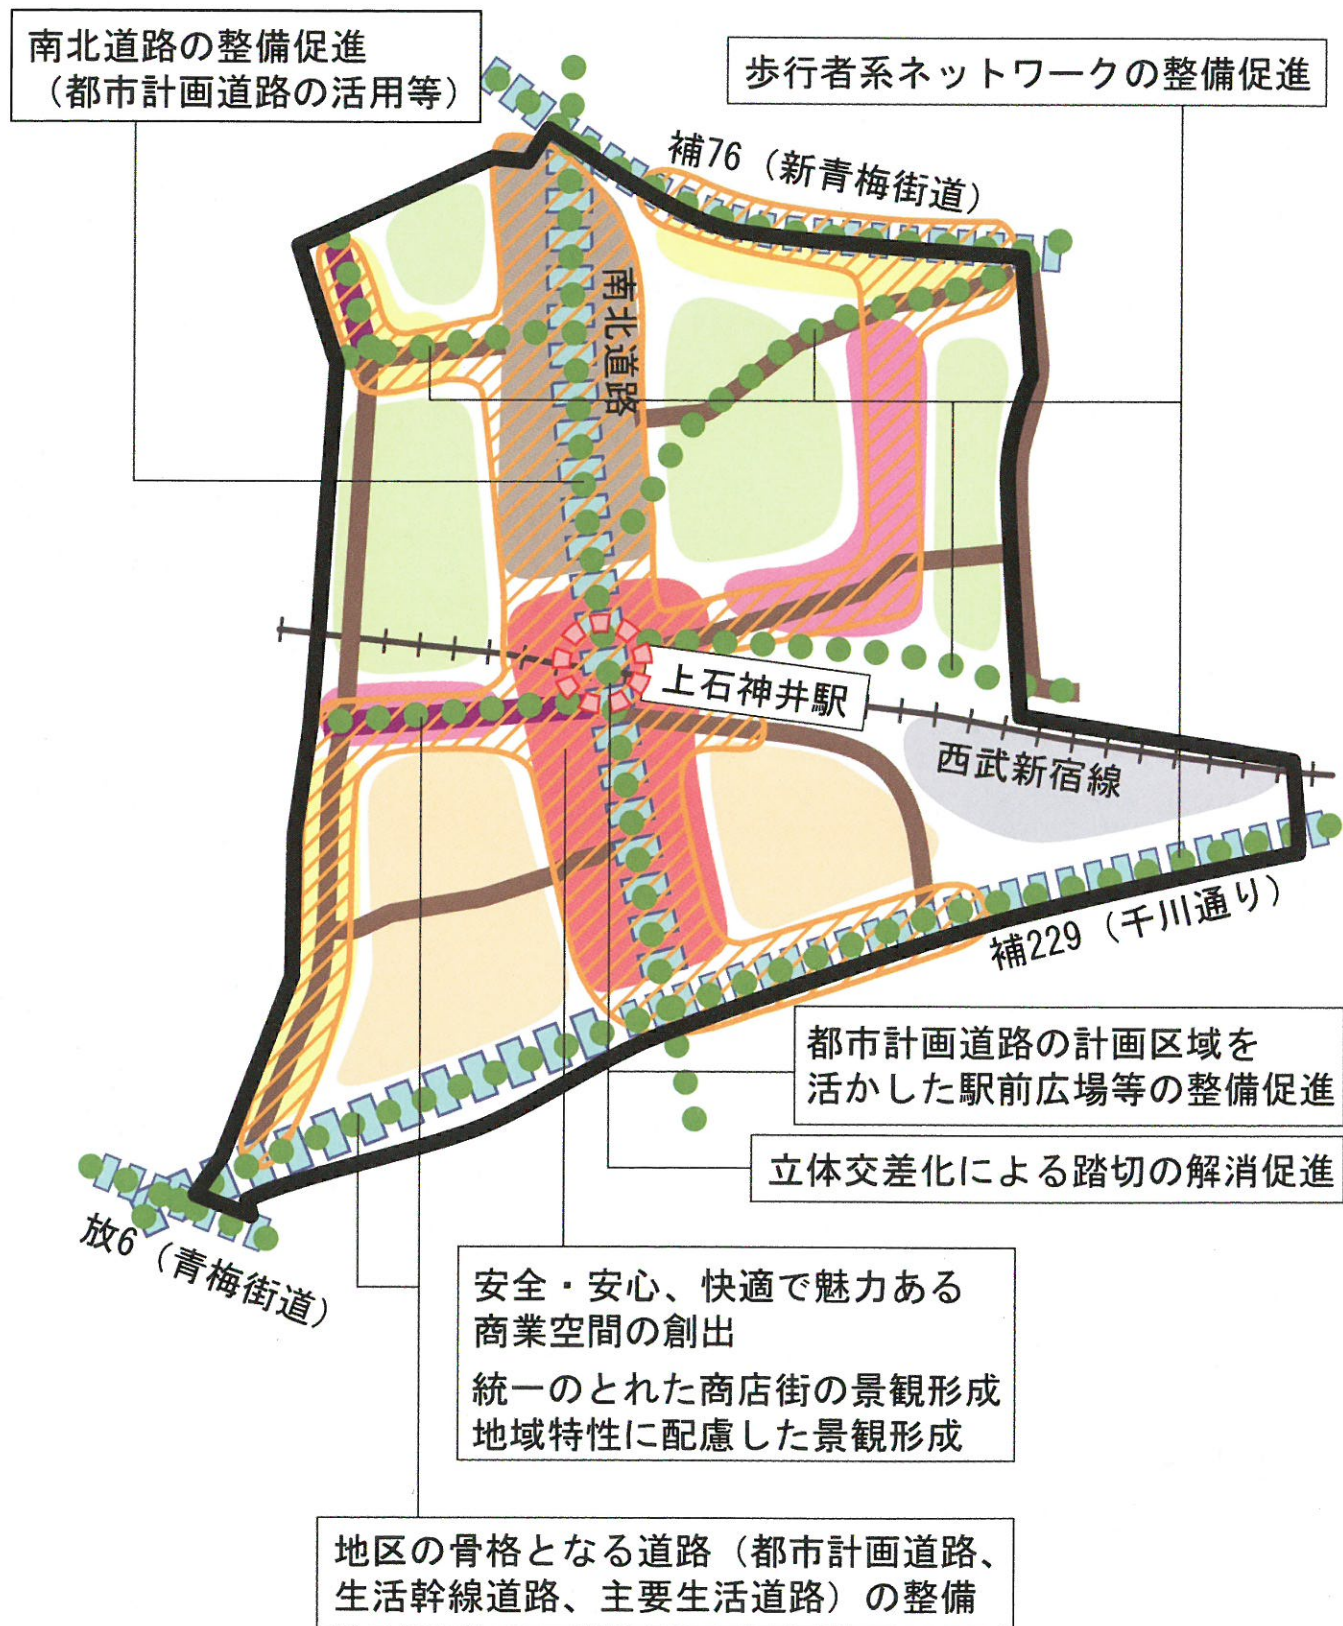 南北道路の整備促進
（都市計画道路の活用等）
歩行者系ネットワークの整備促進
補76（新青梅街道）
南北道路
上石神井駅
西武新宿線
補229（千川通り）
都市計画道路の計画区域を
活かした駅前広場等の整備促進
立体交差化による踏切の解消促進
放6（青梅街道）
安全・安心、快適で魅力ある
商業空間の創出
統一のとれた商店街の景観形成
地域特性に配慮した景観形成
地区の骨格となる道路（都市計画道路、
生活幹線道路、主要生活道路）の整備